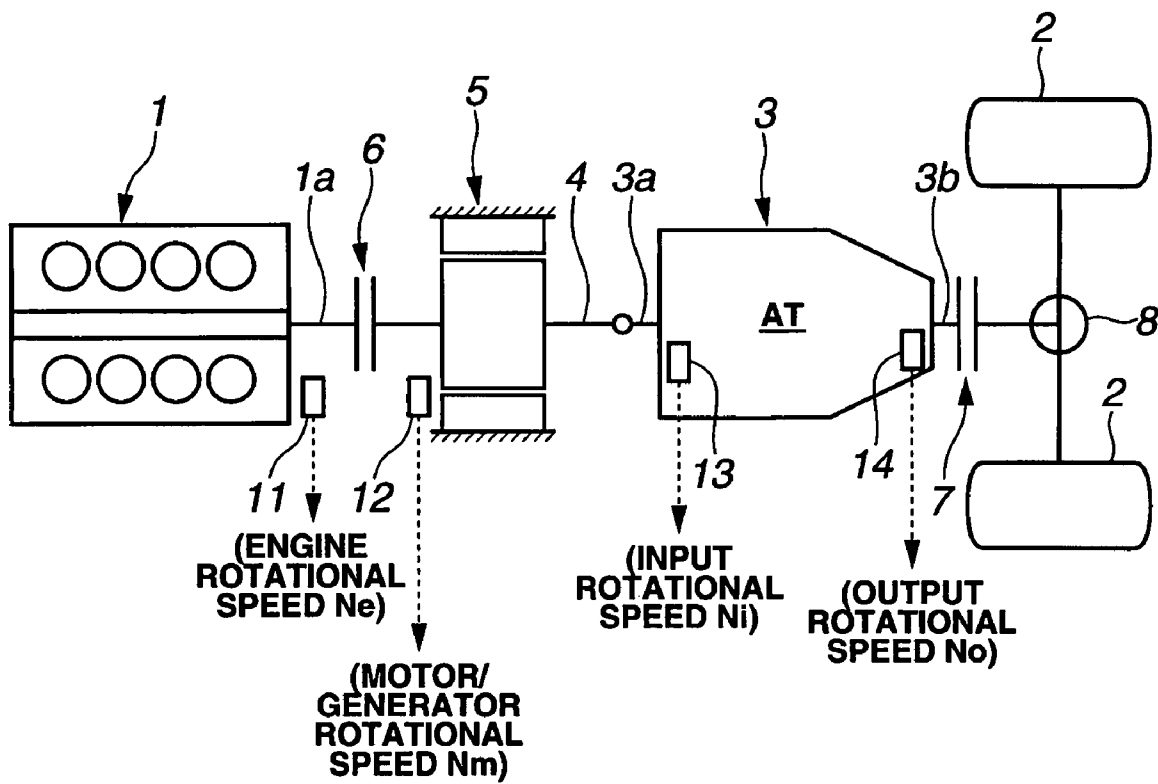 2
1
5
3
6
1a
4
3a
3b
AT
8
2
11
12
13
14
7
(ENGINE
ROTATIONAL
SPEED Ne)
(INPUT
ROTATIONAL
SPEED Ni)
(OUTPUT
ROTATIONAL
SPEED No)
(MOTOR/
GENERATOR
ROTATIONAL
SPEED Nm)